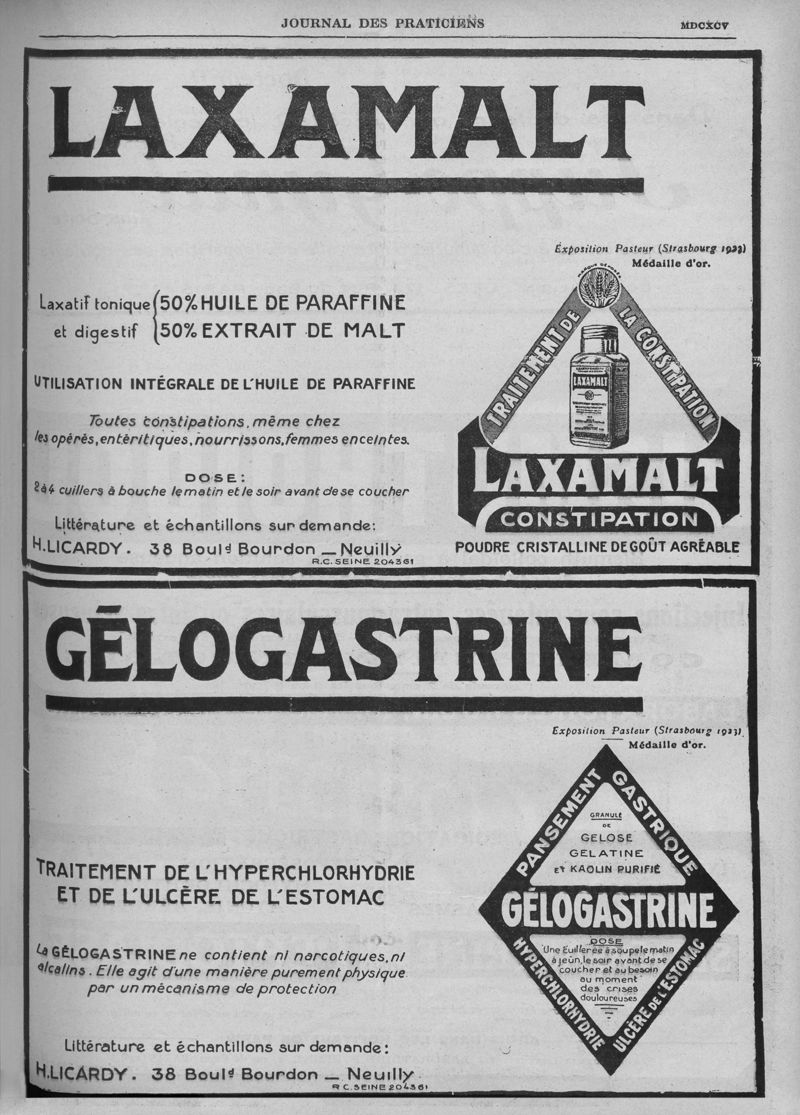 JOURNAL DES PRATICIENS
MDCXCV
LAXAMALT
Exposition Pasteur (Strasbourg 1923)
Médaille d'or.
Laxatif tonique
et digestif
50% HUILE DE PARAFFINE
50% EXTRAIT DE MALT
UTILISATION INTÉGRALE DE L'HUILE DE PARAFFINE
Toutes constipations, même chez
les opérés, entéritiques, nourrissons, femmes enceintes.
DOSE:
2 à 4 cuillers à bouche le matin et le soir avant de se coucher
Littérature et échantillons sur demande:
H. LICARDY. 38 Boulᵈ Bourdon _ Neuilly
R.C. SEINE 204361
TRAITEMENT DE
LA CONSTIPATION
LAXAMALT
LAXAMALT
CONSTIPATION
POUDRE CRISTALLINE DE GOÛT AGRÉABLE
GÉLOGASTRINE
Exposition Pasteur (Strasbourg 1923).
Médaille d'or.
TRAITEMENT DE L'HYPERCHLORHYDRIE
ET DE L'ULCÈRE DE L'ESTOMAC
La GÉLOGASTRINE ne contient ni narcotiques, ni
alcalins. Elle agit d'une manière purement physique
par un mécanisme de protection
Littérature et échantillons sur demande:
H. LICARDY. 38 Boulᵈ Bourdon _ Neuilly
R.C. SEINE 204361
PANSEMENT
GASTRIQUE
GRANULÉ
DE
GELOSE
GELATINE
ET KAOLIN PURIFIÉ
GÉLOGASTRINE
DOSE
Une Euillerée à soupe le matin
à jeûn, le soir avant de se
coucher et au besoin
au moment
des crises
douloureuses
HYPERCHLORHYDRIE
ULCÈRE DE L'ESTOMAC